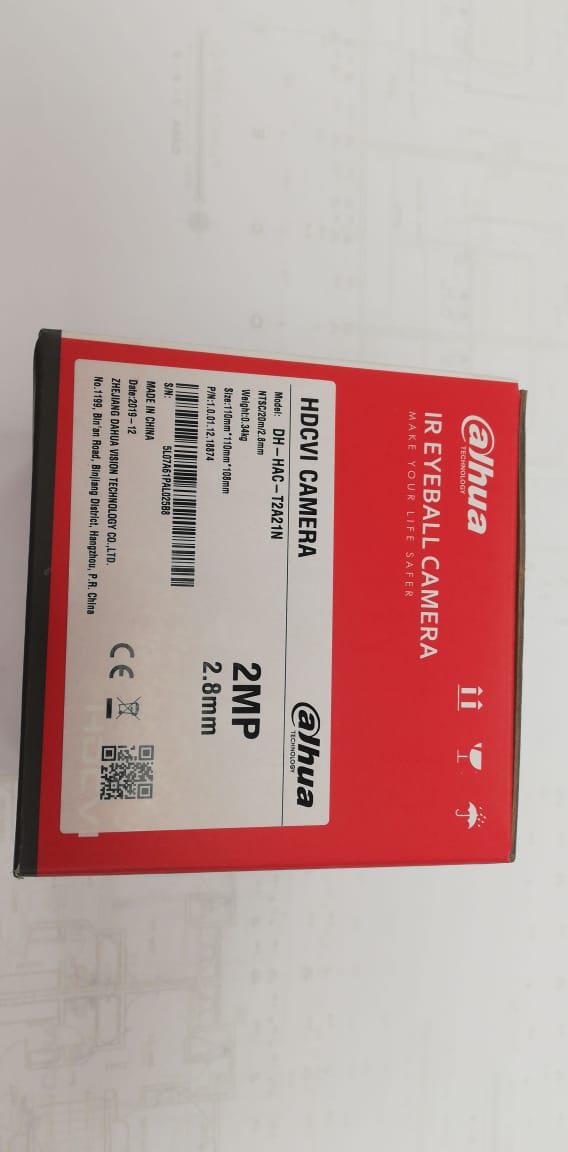 alhua
TECHNOLOGY
IR EYEBALL CAMERA
MAKE YOUR LIFE SAFER
HDCVI CAMERA
alhua
TECHNOLOGY
Model: DH-HAC-T2A21N
NTSC/20m/2.8mm
Weight:0.34kg
Size:110mm*110mm*108mm
P/N:1.0.01.12.18874
2MP
2.8mm
S/N:
5L07A61PAL025B8
MADE IN CHINA
Date:2019-12
ZHEJIANG DAHUA VISION TECHNOLOGY CO.,LTD.
No.1199, Bin'an Road, Binjiang District, Hangzhou, P.R. China
CE
HDCVI